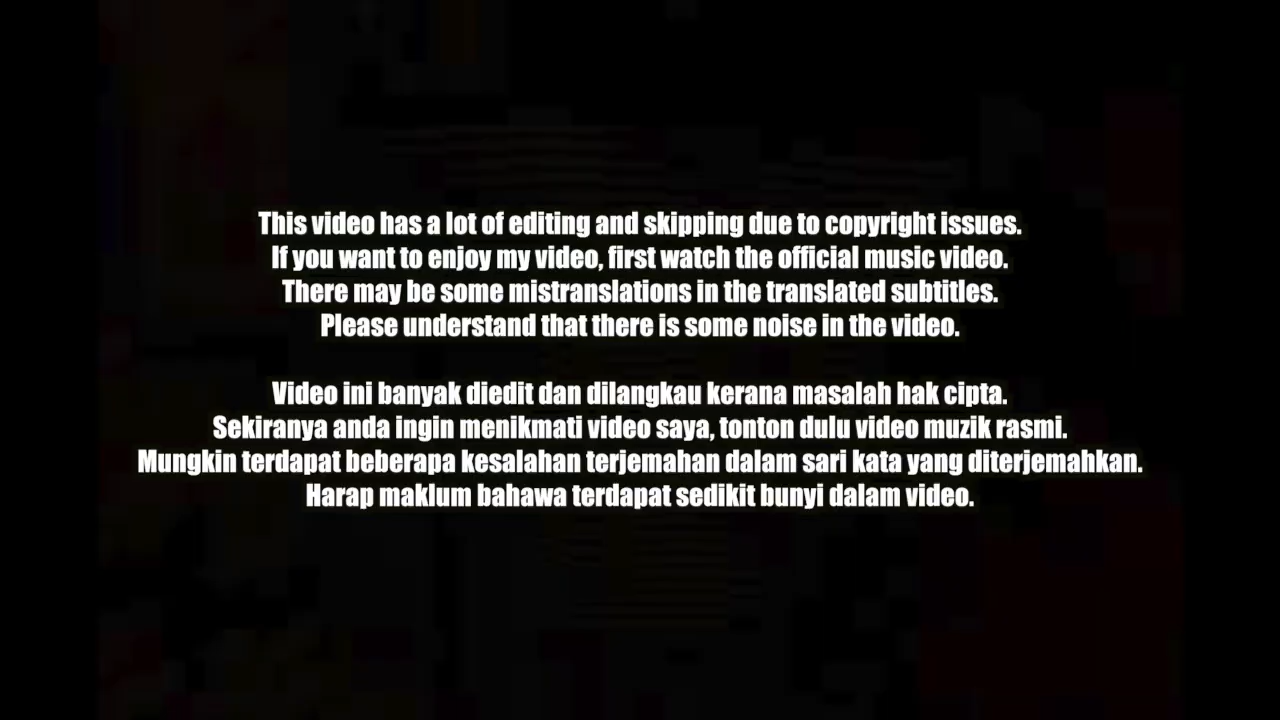 This video has a lot of editing and skipping due to copyright issues.
If you want to enjoy my video, first watch the official music video.
There may be some mistranslations in the translated subtitles.
Please understand that there is some noise in the video.
Video ini banyak diedit dan dilangkau kerana masalah hak cipta.
Sekiranya anda ingin menikmati video saya, tonton dulu video muzik rasmi.
Mungkin terdapat beberapa kesalahan terjemahan dalam sari kata yang diterjemahkan.
Harap maklum bahawa terdapat sedikit bunyi dalam video.